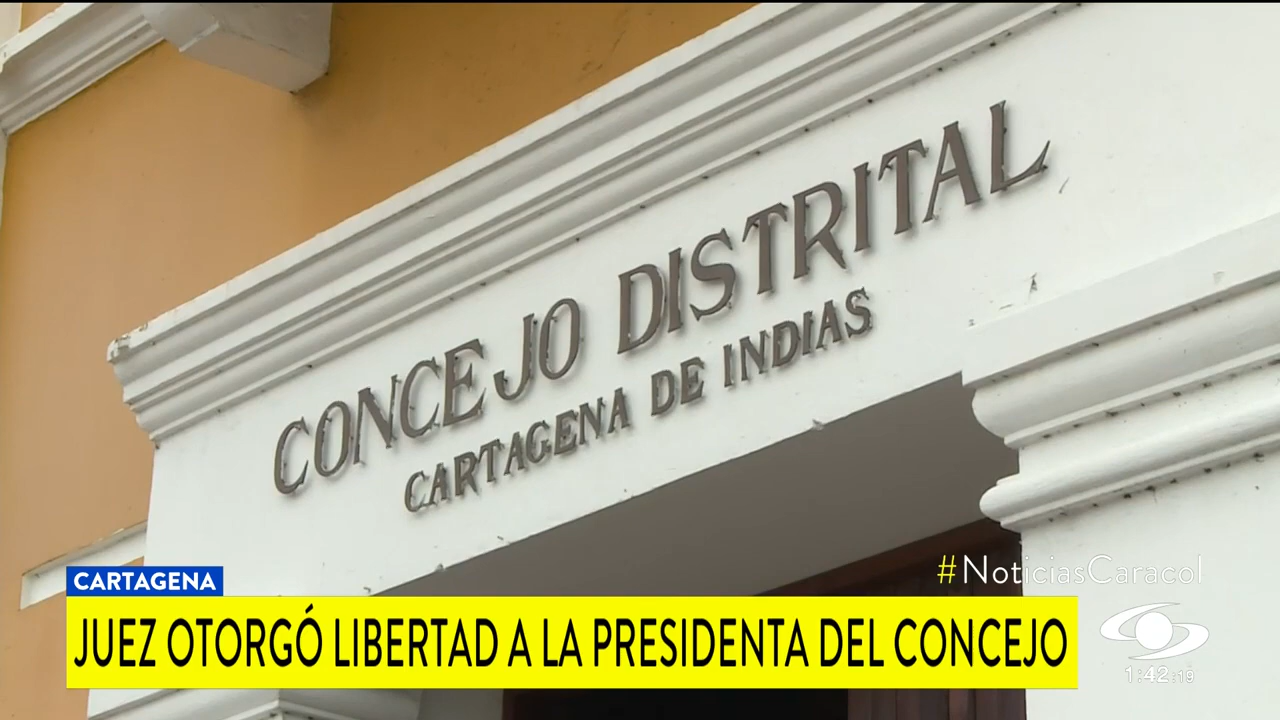 CONCEJO DISTRITAL
CARTAGENA DE INDIAS
#NoticiasCaracol
CARTAGENA
JUEZ OTORGÓ LIBERTAD A LA PRESIDENTA DEL CONCEJO
1:42:19